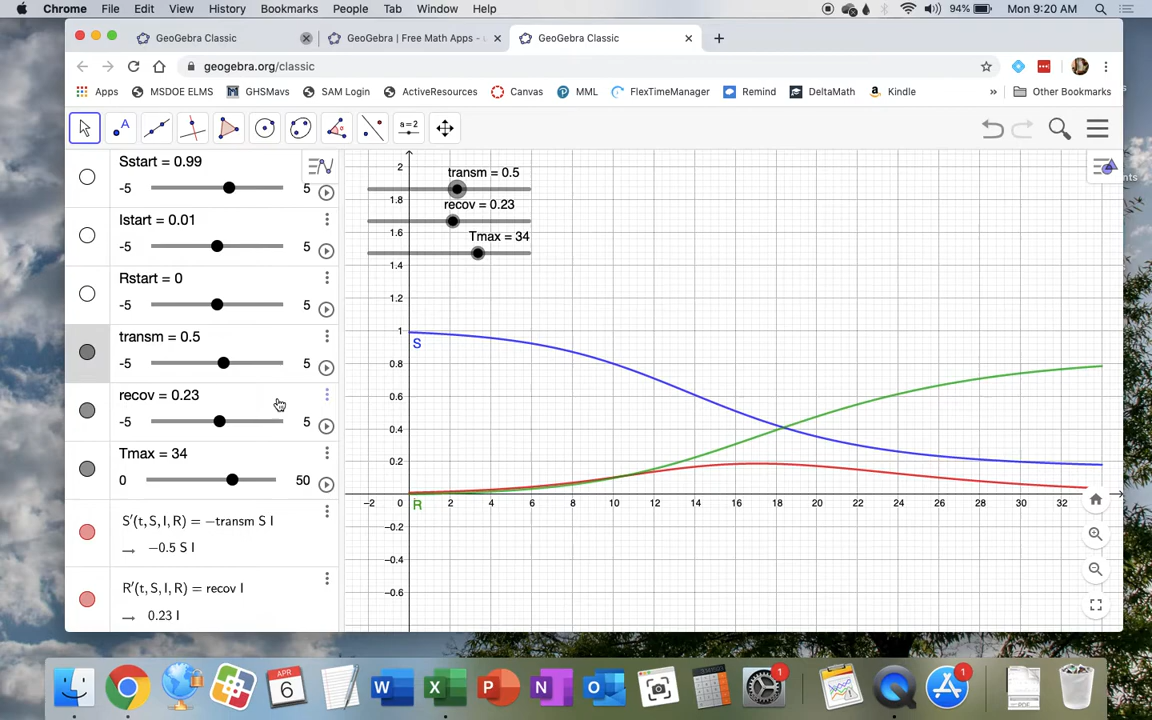 Chrome File Edit View History Bookmarks People Tab Window Help 94% Mon 9:20 AM
GeoGebra Classic GeoGebra | Free Math Apps - GeoGebra Classic
geogebra.org/classic
Apps MSDOE ELMS GHSMavs SAM Login ActiveResources Canvas MML FlexTimeManager Remind DeltaMath Kindle » Other Bookmarks
A a=2
Sstart = 0.99
-5 5
Istart = 0.01
-5 5
Rstart = 0
-5 5
transm = 0.5
-5 5
recov = 0.23
-5 5
Tmax = 34
0 50
S′(t, S, I, R) = −transm S I
→ −0.5 S I
R′(t, S, I, R) = recov I
→ 0.23 I
transm = 0.5
recov = 0.23
Tmax = 34
2
1.8
1.6
1.4
1.2
1
0.8
0.6
0.4
0.2
-2 0 2 4 6 8 10 12 14 16 18 20 22 24 26 28 30 32
-0.2
-0.4
-0.6
S
R
APR
6
W X P N O 1 1